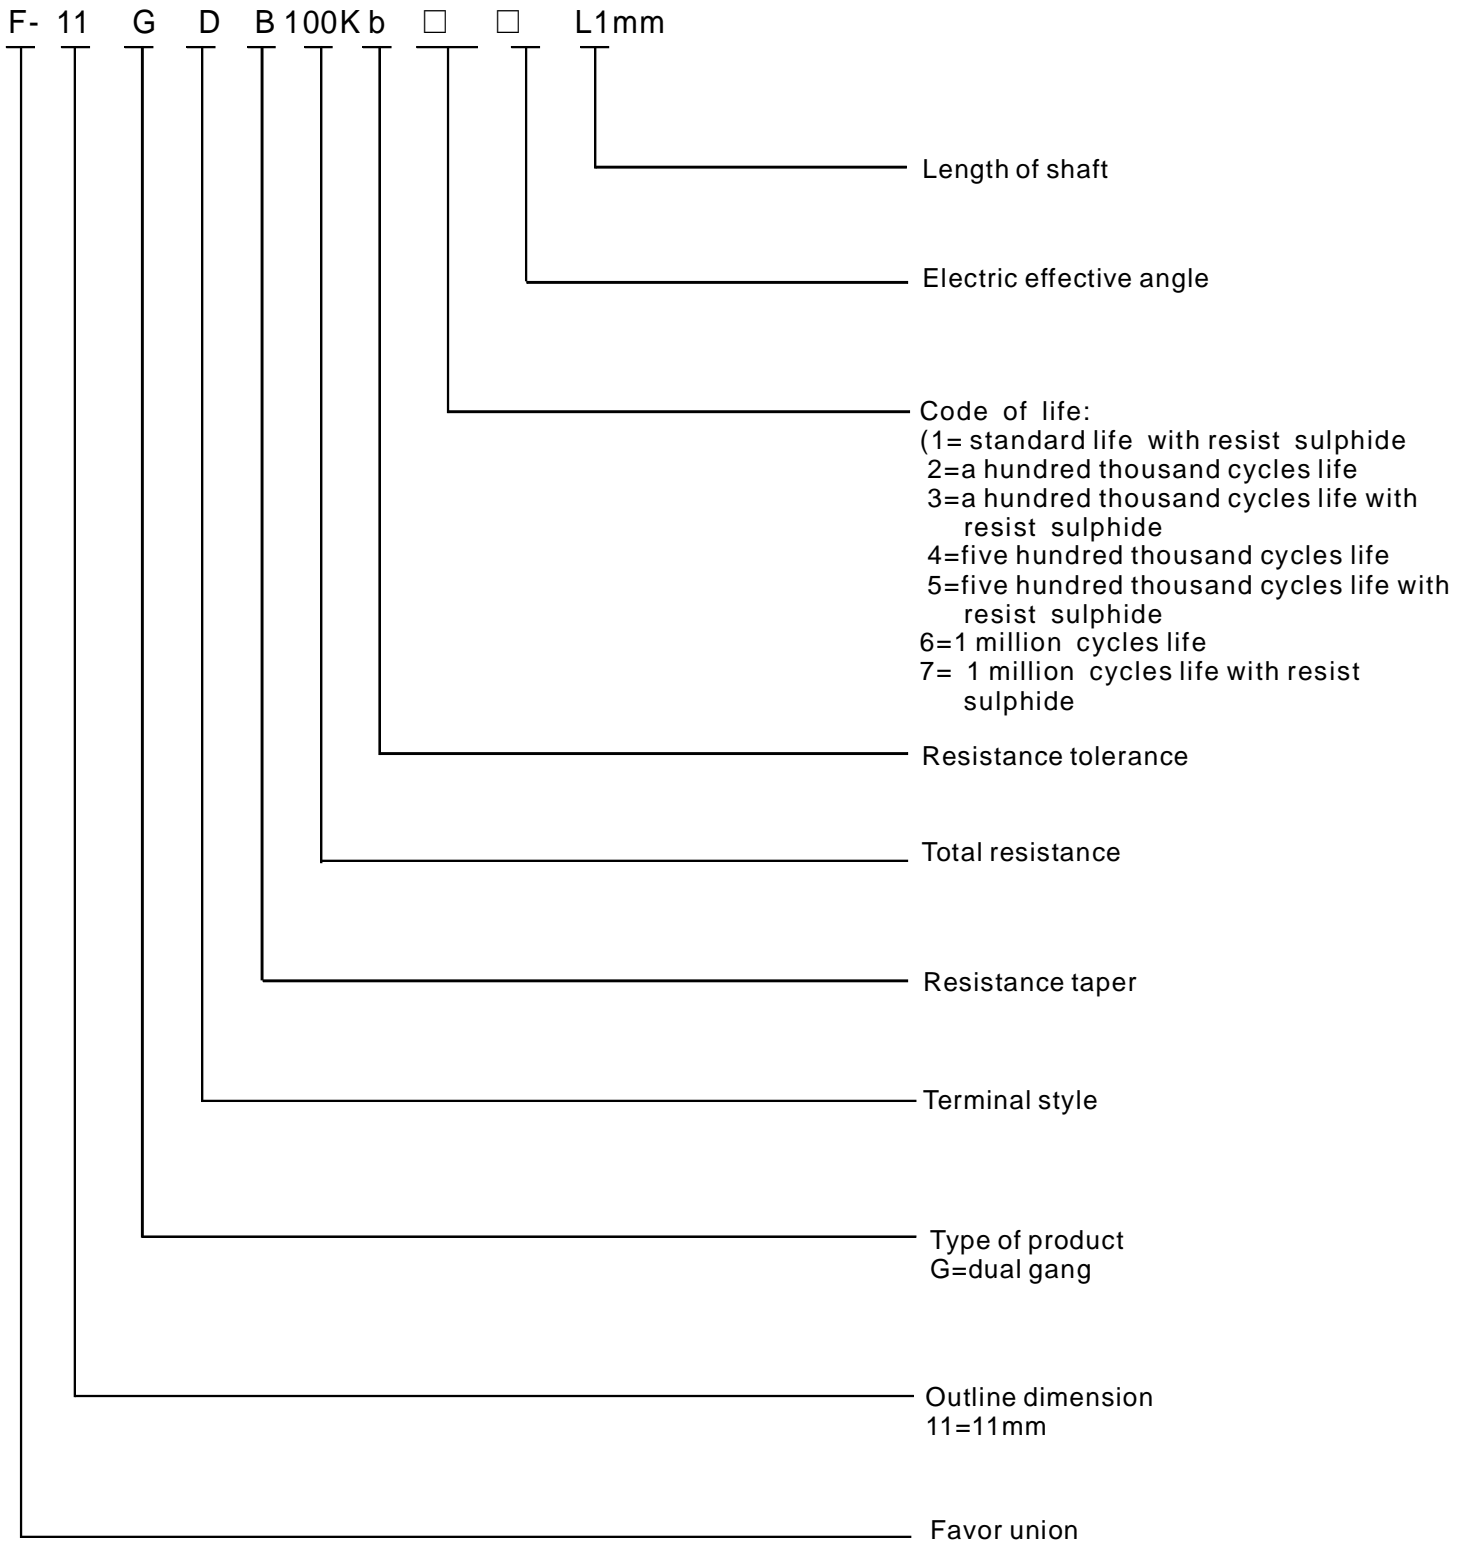 F- 11 G D B 100K b □ □ L1mm
Length of shaft
Electric effective angle
Code of life:
(1= standard life with resist sulphide
2=a hundred thousand cycles life
3=a hundred thousand cycles life with
resist sulphide
4=five hundred thousand cycles life
5=five hundred thousand cycles life with
resist sulphide
6=1 million cycles life
7= 1 million cycles life with resist
sulphide
Resistance tolerance
Total resistance
Resistance taper
Terminal style
Type of product
G=dual gang
Outline dimension
11=11mm
Favor union